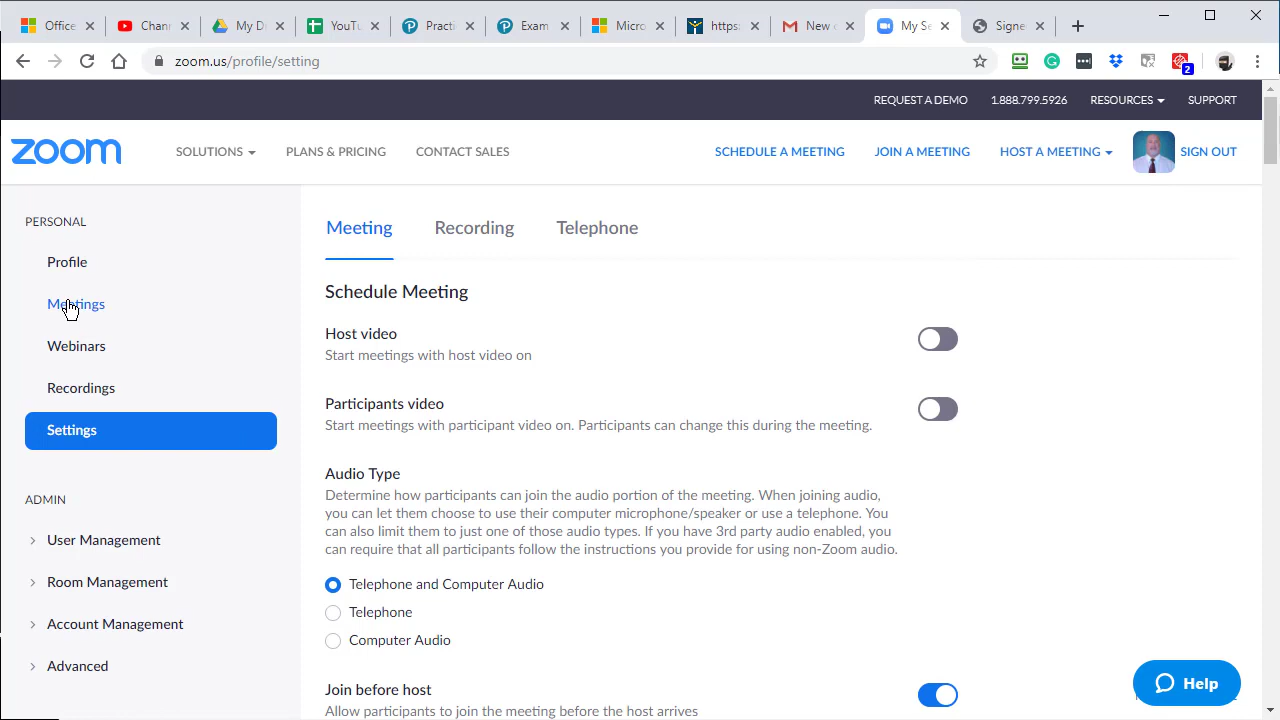 Office
Chann
My D
YouTu
Practi
Exam
Micro
https:
New
My Se
Signe
zoom.us/profile/setting
2
REQUEST A DEMO 1.888.799.5926 RESOURCES SUPPORT
zoom SOLUTIONS PLANS & PRICING CONTACT SALES SCHEDULE A MEETING JOIN A MEETING HOST A MEETING SIGN OUT
PERSONAL
Profile
Meetings
Webinars
Recordings
Settings
ADMIN
User Management
Room Management
Account Management
Advanced
Meeting Recording Telephone
Schedule Meeting
Host video
Start meetings with host video on
Participants video
Start meetings with participant video on. Participants can change this during the meeting.
Audio Type
Determine how participants can join the audio portion of the meeting. When joining audio,
you can let them choose to use their computer microphone/speaker or use a telephone. You
can also limit them to just one of those audio types. If you have 3rd party audio enabled, you
can require that all participants follow the instructions you provide for using non-Zoom audio.
Telephone and Computer Audio
Telephone
Computer Audio
Join before host
Allow participants to join the meeting before the host arrives
Help